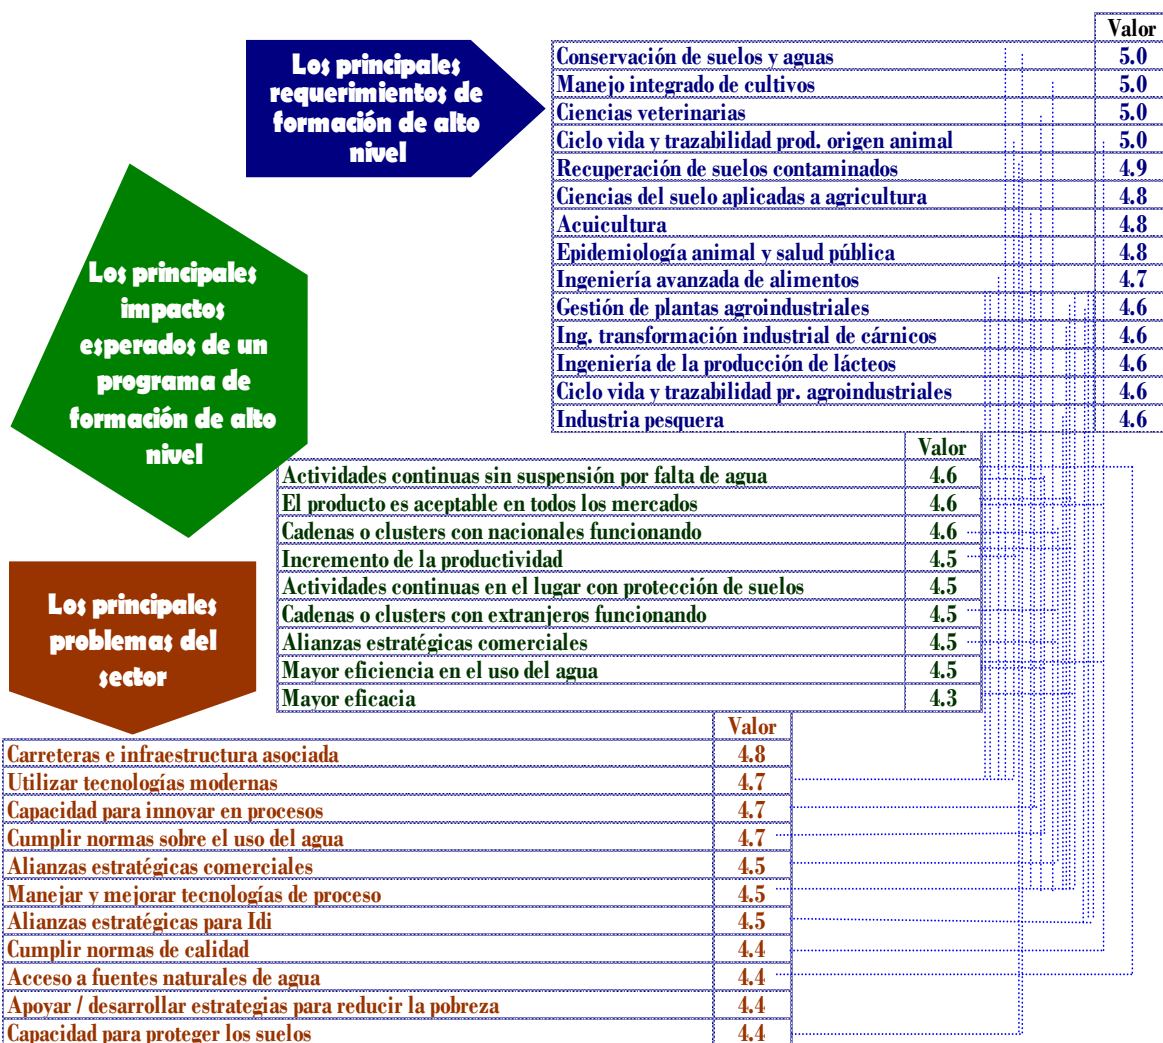 Los principales
requerimientos de
formación de alto
nivel
Valor
Conservación de suelos y aguas 5.0
Manejo integrado de cultivos 5.0
Ciencias veterinarias 5.0
Ciclo vida y trazabilidad prod. origen animal 5.0
Recuperación de suelos contaminados 4.9
Ciencias del suelo aplicadas a agricultura 4.8
Acuicultura 4.8
Epidemiología animal y salud pública 4.8
Ingeniería avanzada de alimentos 4.7
Gestión de plantas agroindustriales 4.6
Ing. transformación industrial de cárnicos 4.6
Ingeniería de la producción de lácteos 4.6
Ciclo vida y trazabilidad pr. agroindustriales 4.6
Industria pesquera 4.6
Los principales
impactos
esperados de un
programa de
formación de alto
nivel
Valor
Actividades continuas sin suspensión por falta de agua 4.6
El producto es aceptable en todos los mercados 4.6
Cadenas o clusters con nacionales funcionando 4.6
Incremento de la productividad 4.5
Actividades continuas en el lugar con protección de suelos 4.5
Cadenas o clusters con extranjeros funcionando 4.5
Alianzas estratégicas comerciales 4.5
Mayor eficiencia en el uso del agua 4.5
Mayor eficacia 4.3
Los principales
problemas del
sector
Valor
Carreteras e infraestructura asociada 4.8
Utilizar tecnologías modernas 4.7
Capacidad para innovar en procesos 4.7
Cumplir normas sobre el uso del agua 4.7
Alianzas estratégicas comerciales 4.5
Manejar y mejorar tecnologías de proceso 4.5
Alianzas estratégicas para Idi 4.5
Cumplir normas de calidad 4.4
Acceso a fuentes naturales de agua 4.4
Apoyar / desarrollar estrategias para reducir la pobreza 4.4
Capacidad para proteger los suelos 4.4